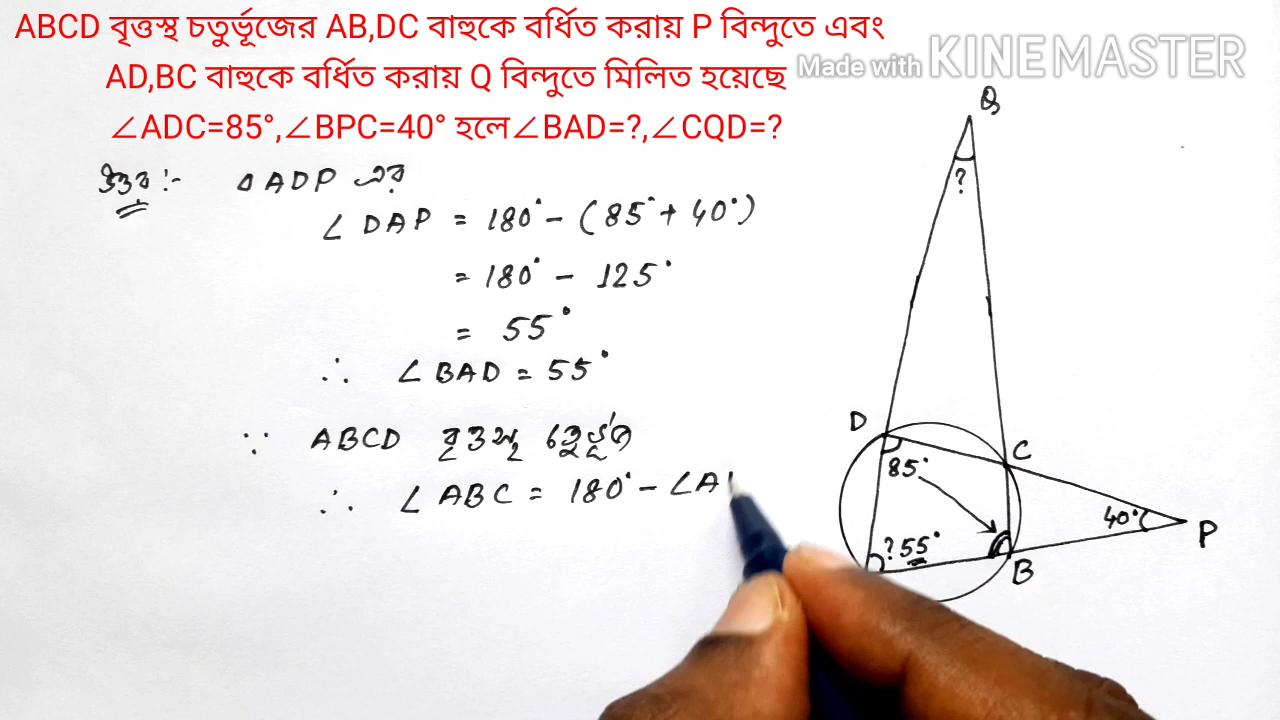 ABCD বৃত্তস্থ চতুর্ভূজের AB,DC বাহুকে বর্ধিত করায় P বিন্দুতে এবং
AD,BC বাহুকে বর্ধিত করায় Q বিন্দুতে মিলিত হয়েছে
∠ADC=85°,∠BPC=40° হলে∠BAD=?,∠CQD=?
Made with KINEMASTER
উত্তর :- △ADP এর
∠DAP = 180° - (85° + 40°)
= 180° - 125°
= 55°
∴ ∠BAD = 55°
∵ ABCD বৃত্তস্থ চতুর্ভূজ
∴ ∠ABC = 180° - ∠A
Q
?
D
C
85°
40°
P
? 55°
B